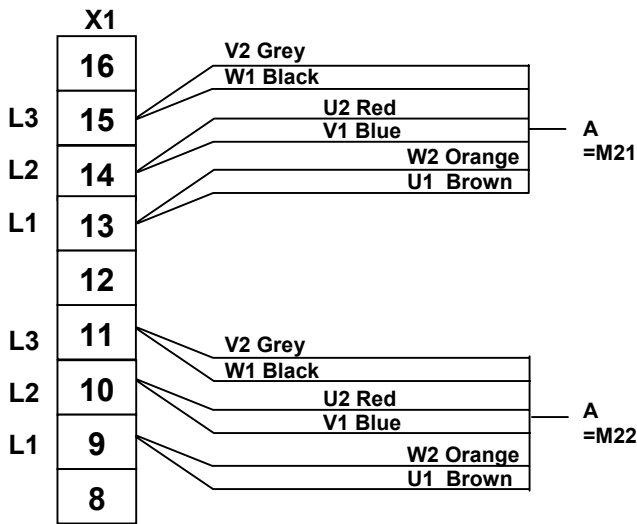 X1
16
V2 Grey
W1 Black
L3 15
U2 Red
V1 Blue
A
=M21
L2 14
W2 Orange
U1 Brown
L1 13
12
L3 11
V2 Grey
W1 Black
L2 10
U2 Red
V1 Blue
A
=M22
L1 9
W2 Orange
U1 Brown
8